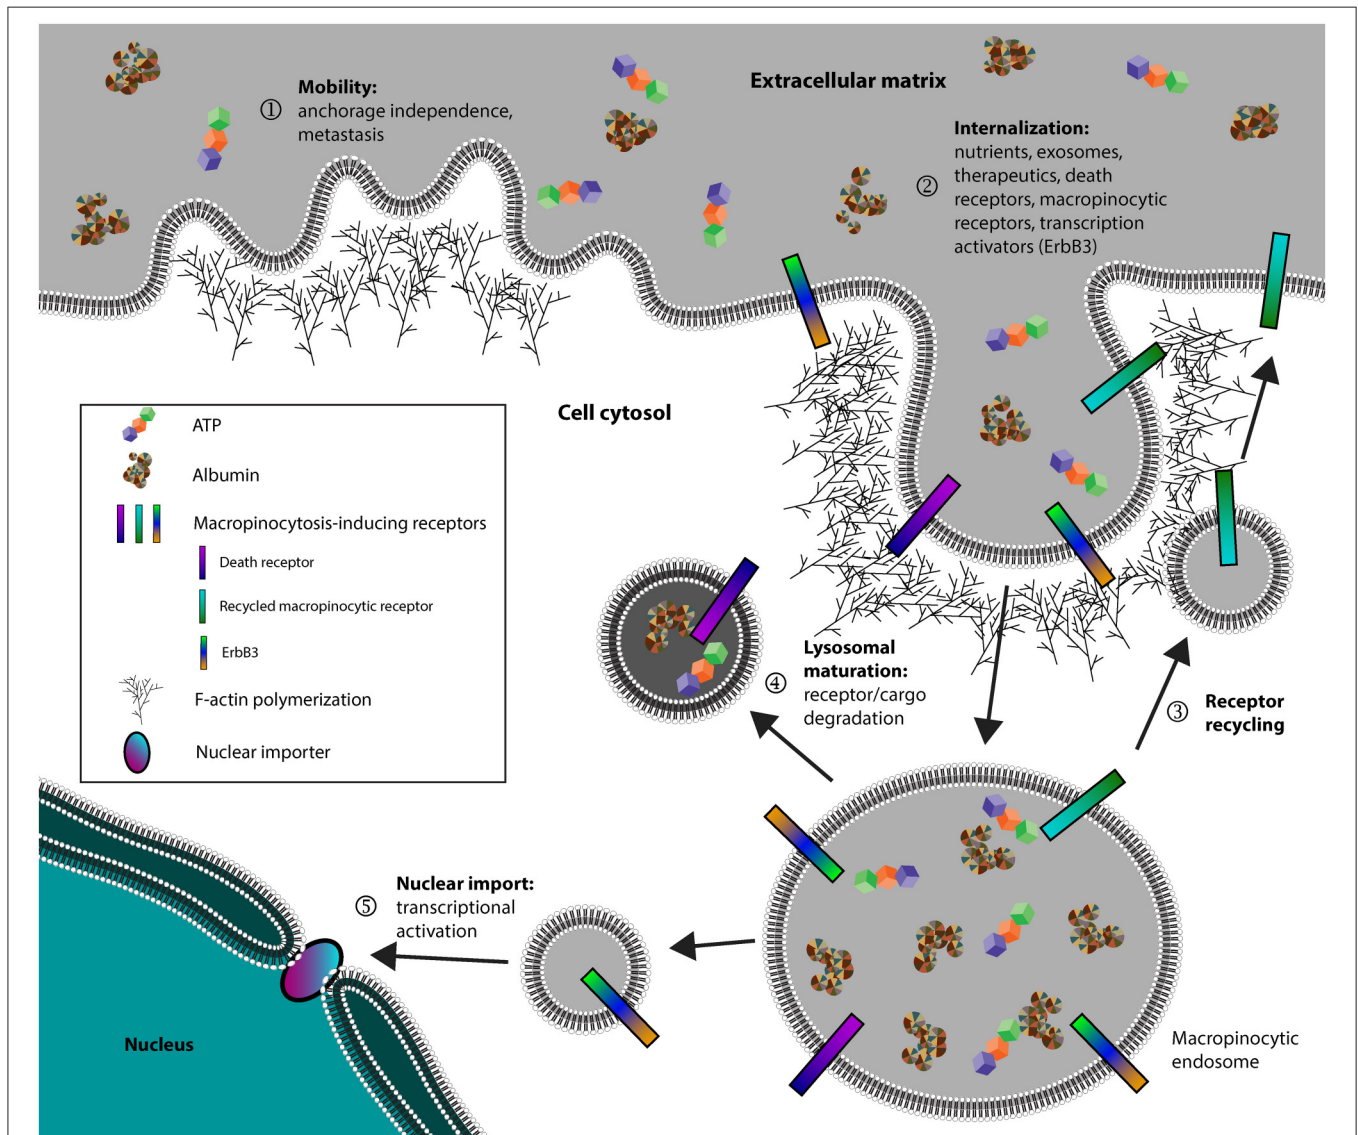 Extracellular matrix
① Mobility:
anchorage independence,
metastasis
② Internalization:
nutrients, exosomes,
therapeutics, death
receptors, macropinocytic
receptors, transcription
activators (ErbB3)
Cell cytosol
ATP
Albumin
Macropinocytosis-inducing receptors
Death receptor
Recycled macropinocytic receptor
ErbB3
F-actin polymerization
Nuclear importer
③ Receptor
recycling
④ Lysosomal
maturation:
receptor/cargo
degradation
⑤ Nuclear import:
transcriptional
activation
Nucleus
Macropinocytic
endosome